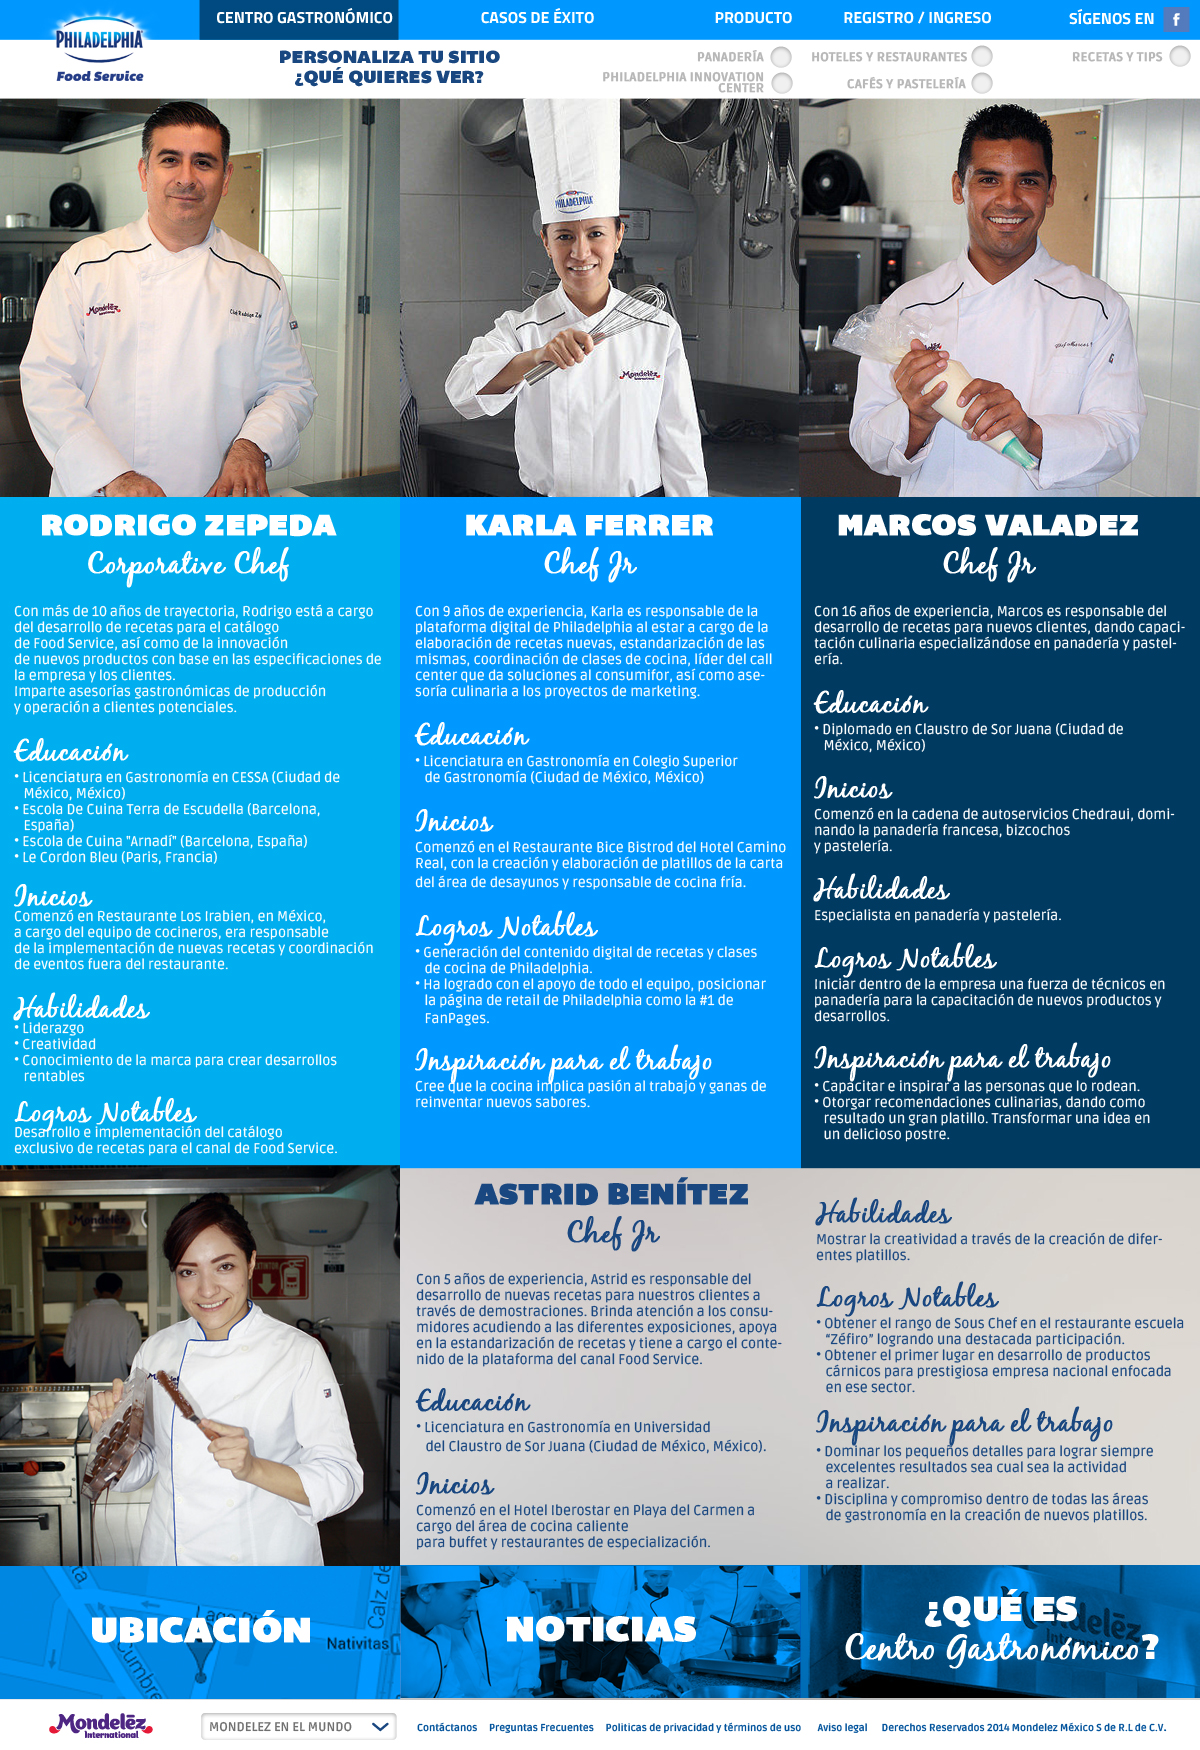 CENTRO GASTRONÓMICO
CASOS DE ÉXITO
PRODUCTO
REGISTRO / INGRESO
SÍGENOS EN
f
PHILADELPHIA
Food Service
PERSONALIZA TU SITIO
¿QUÉ QUIERES VER?
PANADERÍA
PHILADELPHIA INNOVATION
CENTER
HOTELES Y RESTAURANTES
CAFÉS Y PASTELERÍA
RECETAS Y TIPS
Mondelēz
Chef Rodrigo
PHILADELPHIA
Mondelēz
International
RODRIGO ZEPEDA
Corporative Chef
Con más de 10 años de trayectoria, Rodrigo está a cargo
del desarrollo de recetas para el catálogo
de Food Service, así como de la innovación
de nuevos productos con base en las especificaciones de
la empresa y los clientes.
Imparte asesorías gastronómicas de producción
y operación a clientes potenciales.
Educación
• Licenciatura en Gastronomía en CESSA (Ciudad de
México, México)
• Escola De Cuina Terra de Escudella (Barcelona,
España)
• Escola de Cuina "Arnadí" (Barcelona, España)
• Le Cordon Bleu (Paris, Francia)
Inicios
Comenzó en Restaurante Los Irabien, en México,
a cargo del equipo de cocineros, era responsable
de la implementación de nuevas recetas y coordinación
de eventos fuera del restaurante.
Habilidades
• Liderazgo
• Creatividad
• Conocimiento de la marca para crear desarrollos
rentables
Logros Notables
Desarrollo e implementación del catálogo
exclusivo de recetas para el canal de Food Service.
KARLA FERRER
Chef Jr
Con 9 años de experiencia, Karla es responsable de la
plataforma digital de Philadelphia al estar a cargo de la
elaboración de recetas nuevas, estandarización de las
mismas, coordinación de clases de cocina, líder del call
center que da soluciones al consumifor, así como ase-
soría culinaria a los proyectos de marketing.
Educación
• Licenciatura en Gastronomía en Colegio Superior
de Gastronomía (Ciudad de México, México)
Inicios
Comenzó en el Restaurante Bice Bistrod del Hotel Camino
Real, con la creación y elaboración de platillos de la carta
del área de desayunos y responsable de cocina fría.
Logros Notables
• Generación del contenido digital de recetas y clases
de cocina de Philadelphia.
• Ha logrado con el apoyo de todo el equipo, posicionar
la página de retail de Philadelphia como la #1 de
FanPages.
Inspiración para el trabajo
Cree que la cocina implica pasión al trabajo y ganas de
reinventar nuevos sabores.
MARCOS VALADEZ
Chef Jr
Con 16 años de experiencia, Marcos es responsable del
desarrollo de recetas para nuevos clientes, dando capaci-
tación culinaria especializándose en panadería y pastel-
ería.
Educación
• Diplomado en Claustro de Sor Juana (Ciudad de
México, México)
Inicios
Comenzó en la cadena de autoservicios Chedraui, domi-
nando la panadería francesa, bizcochos
y pastelería.
Habilidades
Especialista en panadería y pastelería.
Logros Notables
Iniciar dentro de la empresa una fuerza de técnicos en
panadería para la capacitación de nuevos productos y
desarrollos.
Inspiración para el trabajo
• Capacitar e inspirar a las personas que lo rodean.
• Otorgar recomendaciones culinarias, dando como
resultado un gran platillo. Transformar una idea en
un delicioso postre.
Mondelēz
EXTINTOR
ASTRID BENÍTEZ
Chef Jr
Con 5 años de experiencia, Astrid es responsable del
desarrollo de nuevas recetas para nuestros clientes a
través de demostraciones. Brinda atención a los consu-
midores acudiendo a las diferentes exposiciones, apoya
en la estandarización de recetas y tiene a cargo el conte-
nido de la plataforma del canal Food Service.
Educación
• Licenciatura en Gastronomía en Universidad
del Claustro de Sor Juana (Ciudad de México, México).
Inicios
Comenzó en el Hotel Iberostar en Playa del Carmen a
cargo del área de cocina caliente
para buffet y restaurantes de especialización.
Habilidades
Mostrar la creatividad a través de la creación de difer-
entes platillos.
Logros Notables
• Obtener el rango de Sous Chef en el restaurante escuela
“Zéfiro” logrando una destacada participación.
• Obtener el primer lugar en desarrollo de productos
cárnicos para prestigiosa empresa nacional enfocada
en ese sector.
Inspiración para el trabajo
• Dominar los pequeños detalles para lograr siempre
excelentes resultados sea cual sea la actividad
a realizar.
• Disciplina y compromiso dentro de todas las áreas
de gastronomía en la creación de nuevos platillos.
UBICACIÓN
Calz de
Nativitas
Cumbre
NOTICIAS
¿QUÉ ES
Centro Gastronómico?
Mondelēz
International
MONDELEZ EN EL MUNDO
Contáctanos
Preguntas Frecuentes
Politicas de privacidad y términos de uso
Aviso legal
Derechos Reservados 2014 Mondelez México S de R.L de C.V.